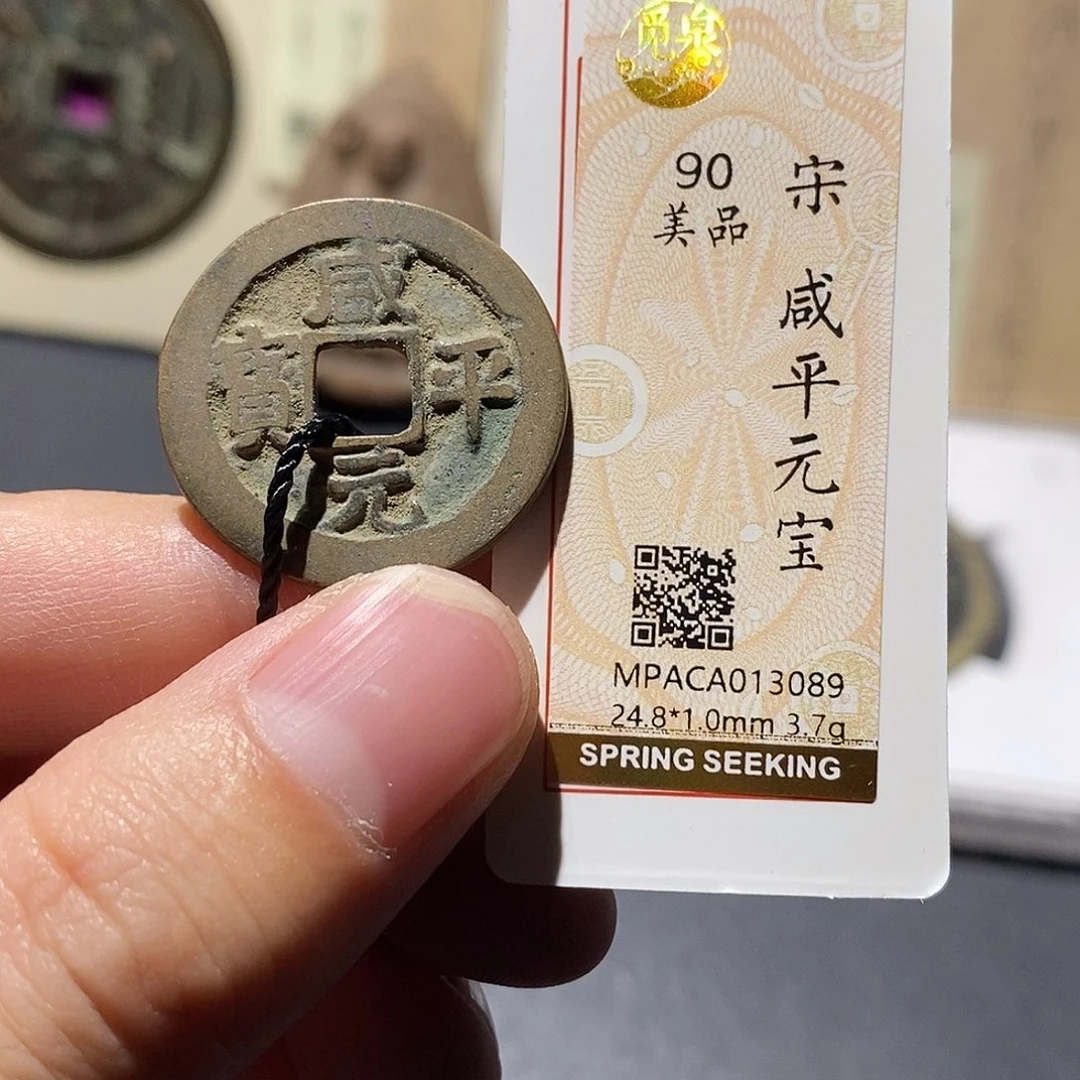 咸平元寶
覓泉
90
美品
宋 咸平元宝
MPACA013089
24.8*1.0mm 3.7g
SPRING SEEKING